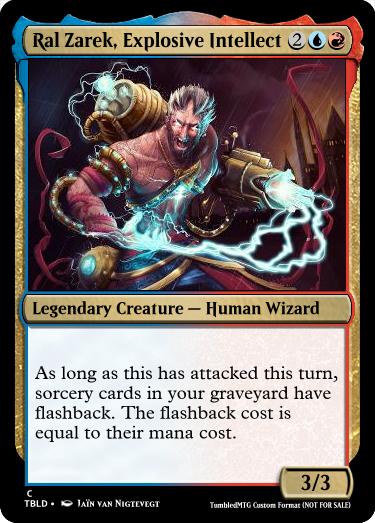 Ral Zarek, Explosive Intellect 2
Legendary Creature — Human Wizard
As long as this has attacked this turn,
sorcery cards in your graveyard have
flashback. The flashback cost is
equal to their mana cost.
3/3
C
TBLD • Iaïn van Nigtevegt
TumbledMTG Custom Format (NOT FOR SALE)